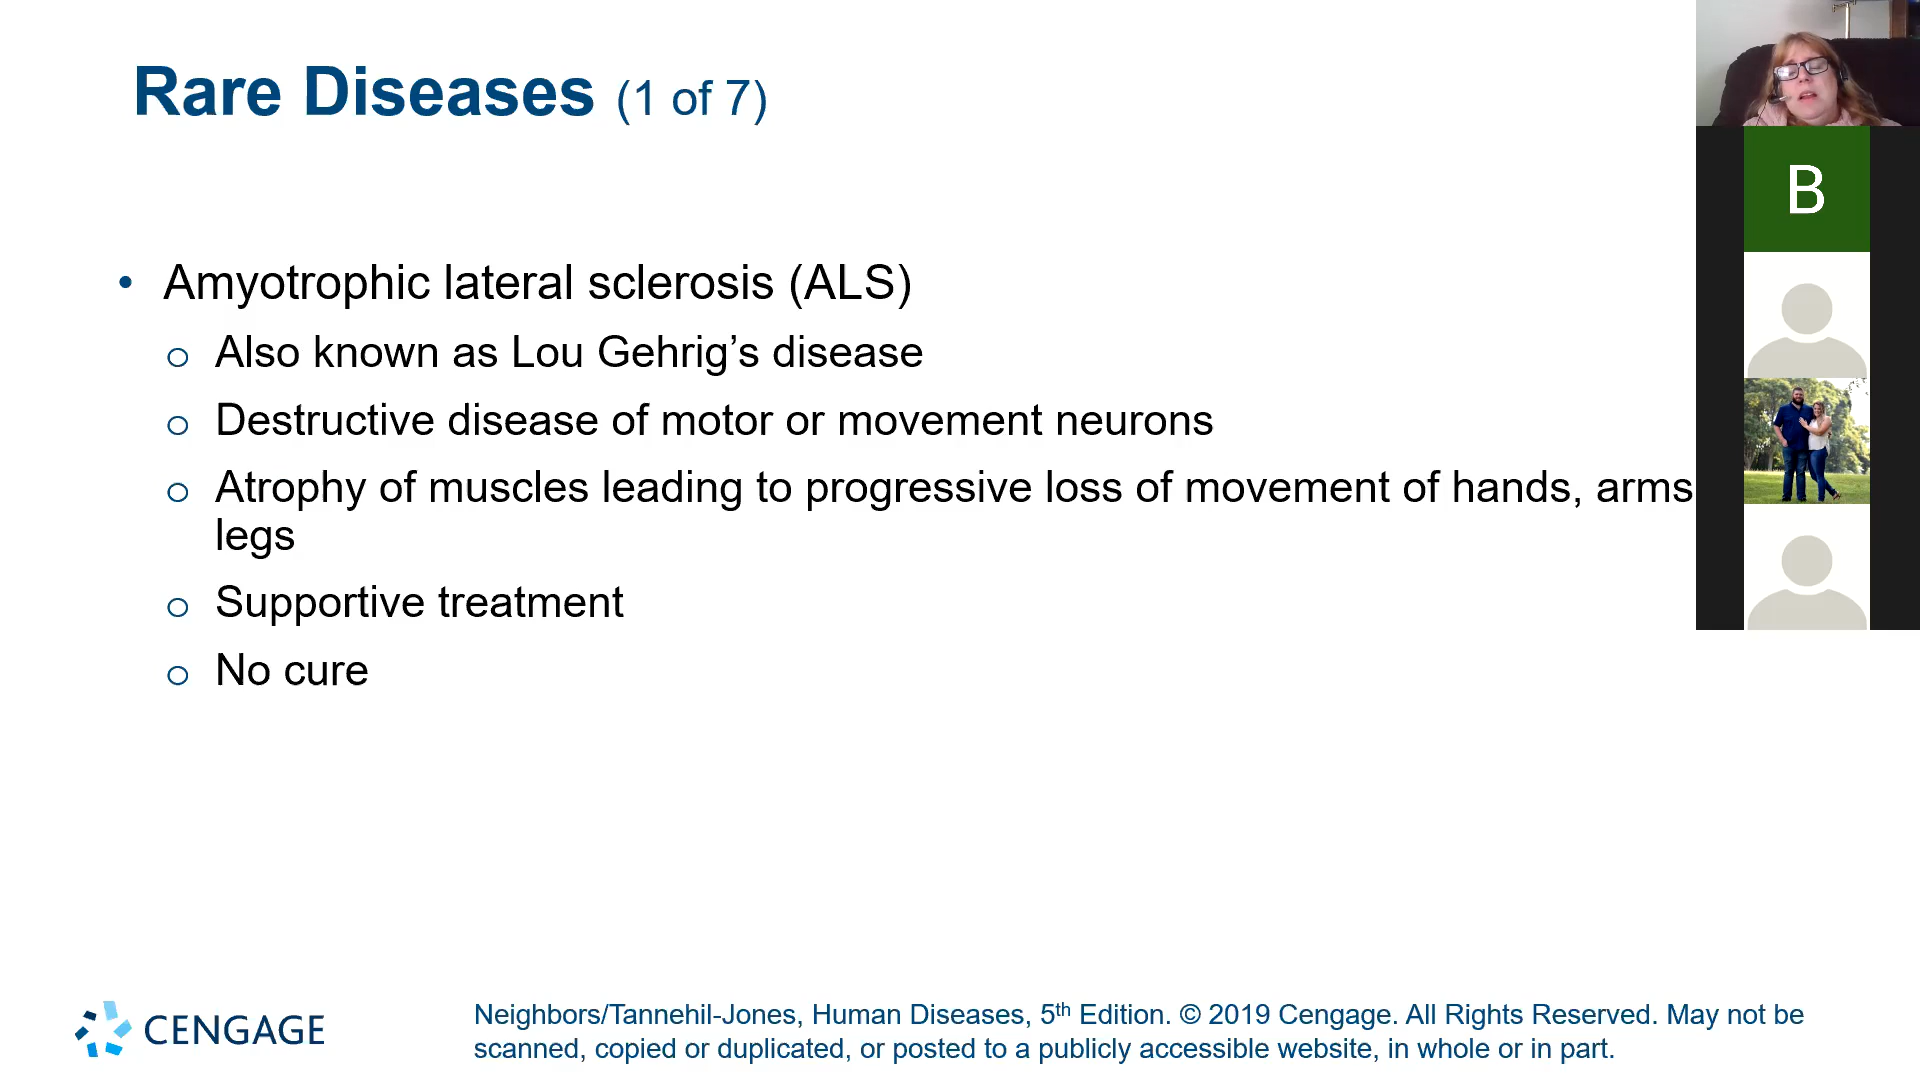 Rare Diseases (1 of 7)
B
• Amyotrophic lateral sclerosis (ALS)
o Also known as Lou Gehrig’s disease
o Destructive disease of motor or movement neurons
o Atrophy of muscles leading to progressive loss of movement of hands, arms
legs
o Supportive treatment
o No cure
CENGAGE
Neighbors/Tannehil-Jones, Human Diseases, 5th Edition. © 2019 Cengage. All Rights Reserved. May not be
scanned, copied or duplicated, or posted to a publicly accessible website, in whole or in part.